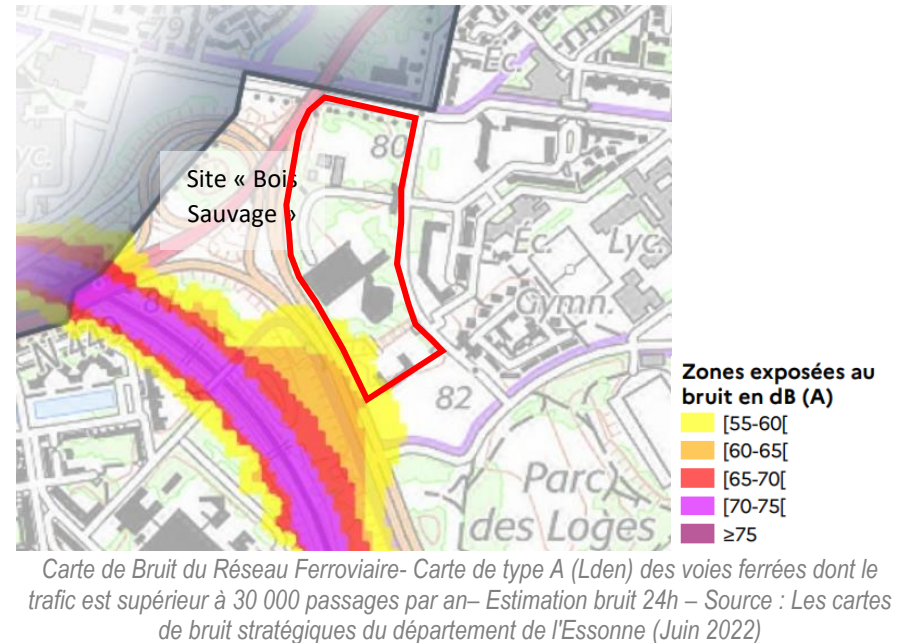 79
Éc.
80
yc.
Site « Bois
Sauvage »
Éc.
Lyc.
Gymn.
81
N 44
82
Parc
des Loges
Zones exposées au
bruit en dB (A)
[55-60[
[60-65[
[65-70[
[70-75[
≥75
Carte de Bruit du Réseau Ferroviaire- Carte de type A (Lden) des voies ferrées dont le
trafic est supérieur à 30 000 passages par an– Estimation bruit 24h – Source : Les cartes
de bruit stratégiques du département de l'Essonne (Juin 2022)